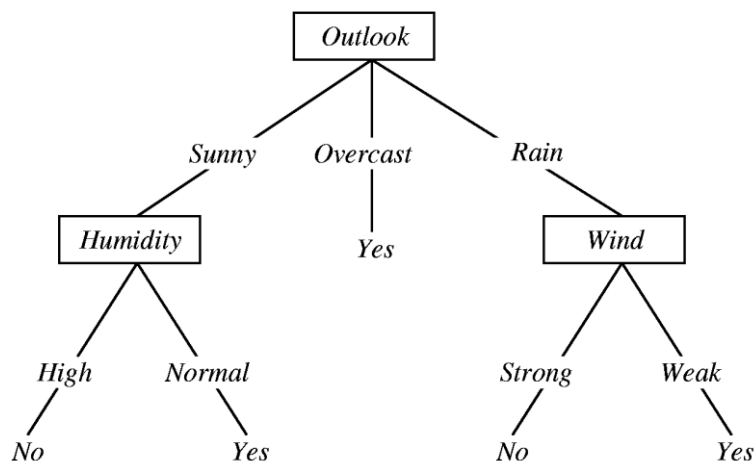 Outlook
Sunny Overcast Rain
Humidity Yes Wind
High Normal Strong Weak
No Yes No Yes